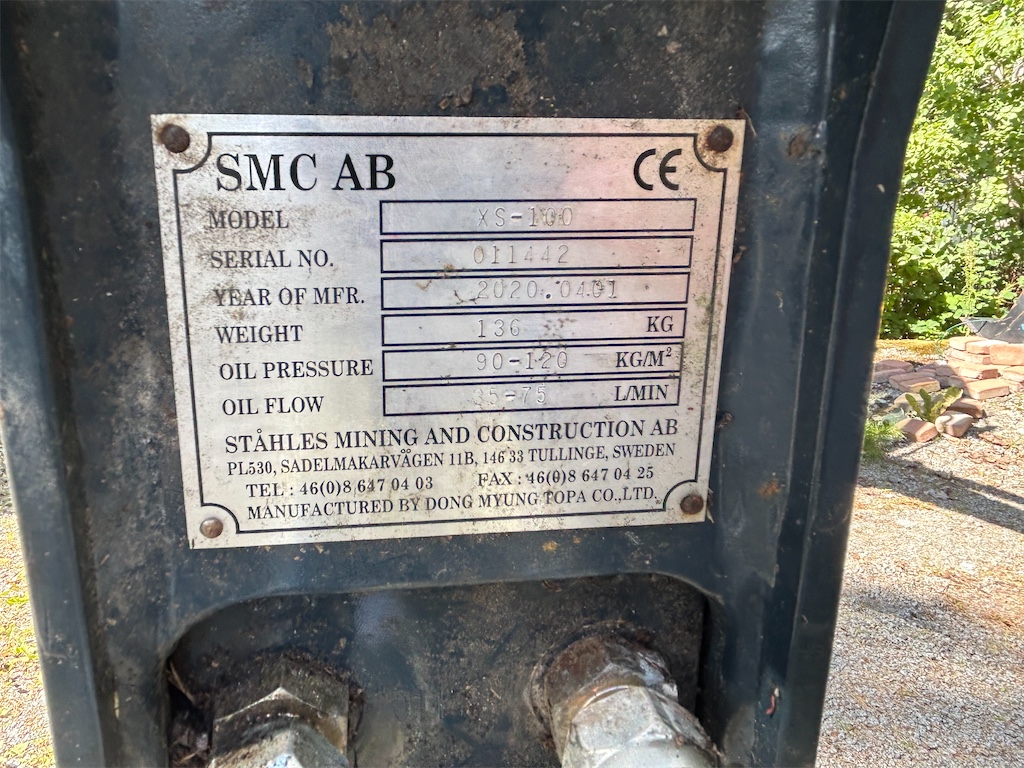 SMC AB CE
MODEL XS-100
SERIAL NO. 011442
YEAR OF MFR. 2020.0401
WEIGHT 136 KG
OIL PRESSURE 90-120 KG/M²
OIL FLOW 35-75 L/MIN
STÅHLES MINING AND CONSTRUCTION AB
PL530, SADELMAKARVÄGEN 11B, 146 33 TULLINGE, SWEDEN
TEL : 46(0)8 647 04 03 FAX : 46(0)8 647 04 25
MANUFACTURED BY DONG MYUNG TOPA CO.,LTD.